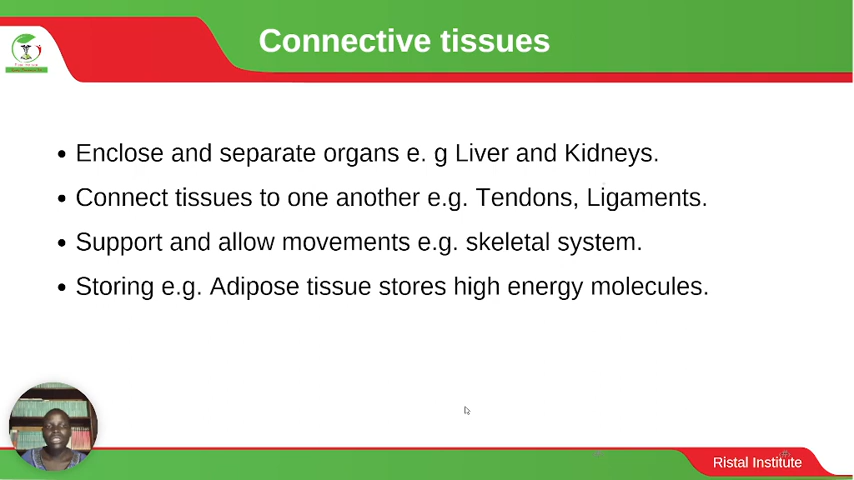 Connective tissues
Enclose and separate organs e. g Liver and Kidneys.
Connect tissues to one another e.g. Tendons, Ligaments.
Support and allow movements e.g. skeletal system.
Storing e.g. Adipose tissue stores high energy molecules.
Ristal Institute